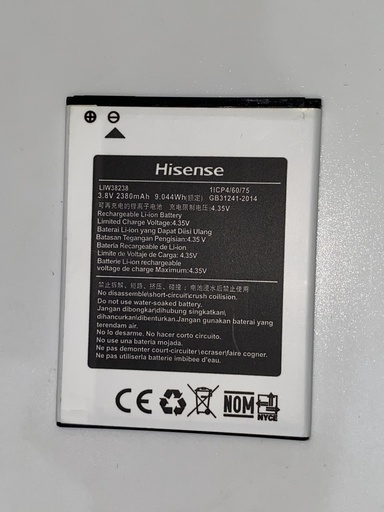 Hisense
LIW38238 1ICP4/60/75
3.8V 2380mAh 9.044Wh(额定) GB31241-2014
可再充电的锂离子电池 充电限制电压:4.35V
Rechargeable Li-ion Battery
Limited Charge Voltage:4.35V
Baterai Li-ion yang Dapat Diisi Ulang
Batasan Tegangan Pengisian:4.35 V
Bateria Recargable de Li-ion
Limite de Voltaje de Carga: 4.35V
Batterie Li-ion rechargeable
voltage de charge Maximum:4.35V
禁止拆解、短路、挤压、碰撞；电池浸水后禁止使用
No disassemble\short-circuit\crush coilision.
Do not use water-soaked battery.
Jangan dibongkar\dihubung singkatkan\
dihancurkan\dibenturkan.Jangan gunakan baterai yang
terendam air.
No lo desarme. No hacer corto circuito.
No use una bateria mojada.
Ne pas demonter court-circuiter\ecraser\faire cogner.
Ne pas utiliserla batterie imbibee d'eau.
CE NOM
NYCE